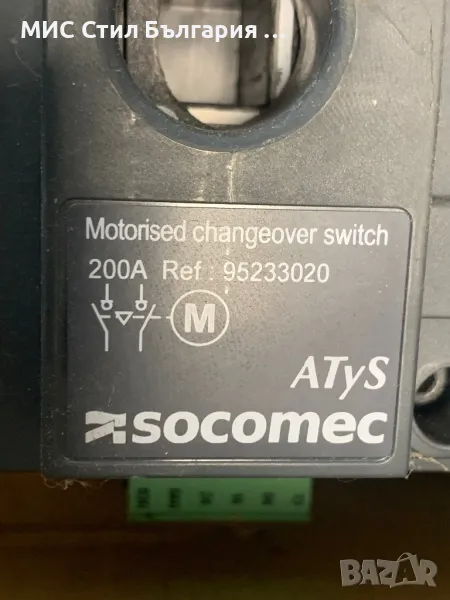 МИС Стил България
Motorised changeover switch
200A Ref : 95233020
M
ATyS
socomec
BAZAR